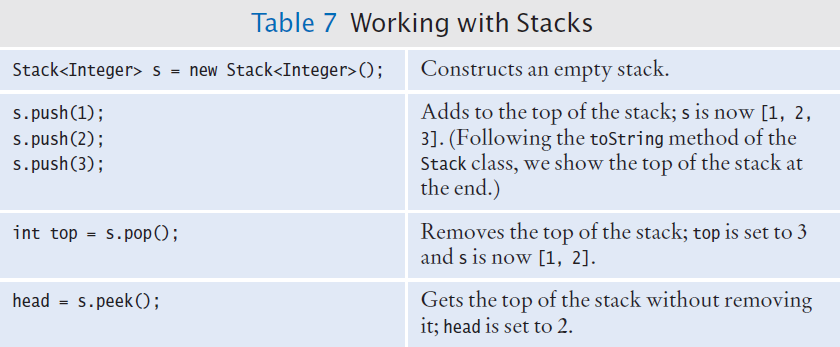 Table 7 Working with Stacks
Stack<Integer> s = new Stack<Integer>();
Constructs an empty stack.
s.push(1);
s.push(2);
s.push(3);
Adds to the top of the stack; s is now [1, 2,
3]. (Following the toString method of the
Stack class, we show the top of the stack at
the end.)
int top = s.pop();
Removes the top of the stack; top is set to 3
and s is now [1, 2].
head = s.peek();
Gets the top of the stack without removing
it; head is set to 2.